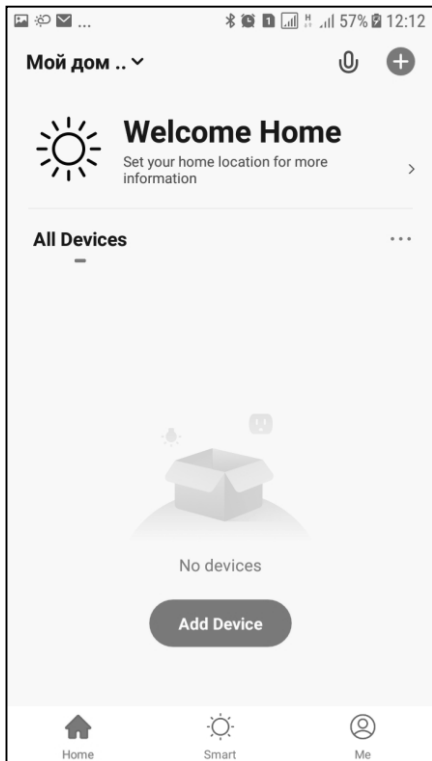 ... 57% 12:12
Мой дом ..
Welcome Home
Set your home location for more
information
All Devices
...
No devices
Add Device
Home Smart Me